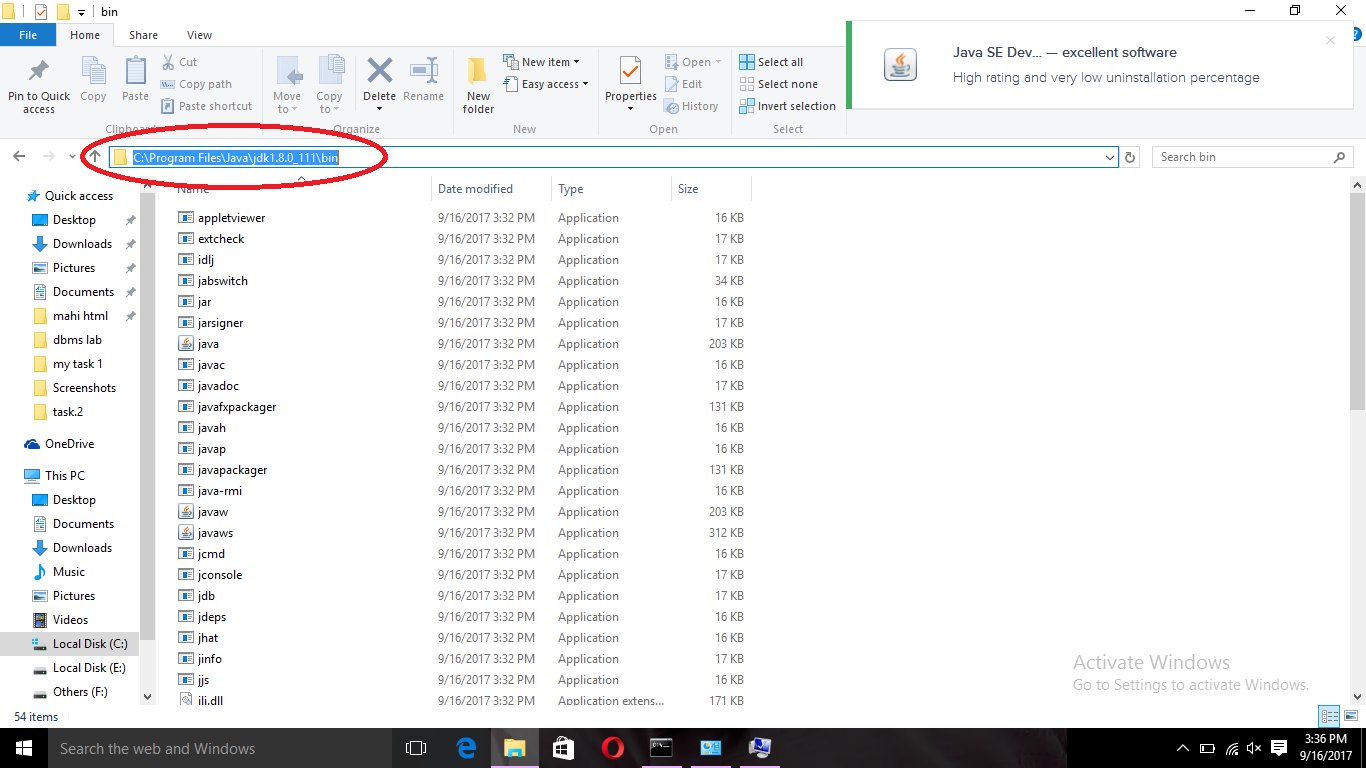 bin
File Home Share View
Java SE Dev... — excellent software
High rating and very low uninstallation percentage
Pin to Quick access
Copy
Paste
Cut
Copy path
Paste shortcut
Clipboard
Move to
Copy to
Delete
Rename
Organize
New folder
New item
Easy access
New
Properties
Open
Edit
History
Open
Select all
Select none
Invert selection
Select
C:\Program Files\Java\jdk1.8.0_111\bin
Search bin
Name Date modified Type Size
Quick access
Desktop
Downloads
Pictures
Documents
mahi html
dbms lab
my task 1
Screenshots
task.2
OneDrive
This PC
Desktop
Documents
Downloads
Music
Pictures
Videos
Local Disk (C:)
Local Disk (E:)
Others (F:)
appletviewer 9/16/2017 3:32 PM Application 16 KB
extcheck 9/16/2017 3:32 PM Application 17 KB
idlj 9/16/2017 3:32 PM Application 17 KB
jabswitch 9/16/2017 3:32 PM Application 34 KB
jar 9/16/2017 3:32 PM Application 16 KB
jarsigner 9/16/2017 3:32 PM Application 17 KB
java 9/16/2017 3:32 PM Application 203 KB
javac 9/16/2017 3:32 PM Application 16 KB
javadoc 9/16/2017 3:32 PM Application 17 KB
javafxpackager 9/16/2017 3:32 PM Application 131 KB
javah 9/16/2017 3:32 PM Application 16 KB
javap 9/16/2017 3:32 PM Application 16 KB
javapackager 9/16/2017 3:32 PM Application 131 KB
java-rmi 9/16/2017 3:32 PM Application 16 KB
javaw 9/16/2017 3:32 PM Application 203 KB
javaws 9/16/2017 3:32 PM Application 312 KB
jcmd 9/16/2017 3:32 PM Application 16 KB
jconsole 9/16/2017 3:32 PM Application 17 KB
jdb 9/16/2017 3:32 PM Application 17 KB
jdeps 9/16/2017 3:32 PM Application 16 KB
jhat 9/16/2017 3:32 PM Application 16 KB
jinfo 9/16/2017 3:32 PM Application 17 KB
jjs 9/16/2017 3:32 PM Application 16 KB
jli.dll 9/16/2017 3:32 PM Application extens... 171 KB
Activate Windows
Go to Settings to activate Windows.
54 items
Search the web and Windows
3:36 PM
9/16/2017